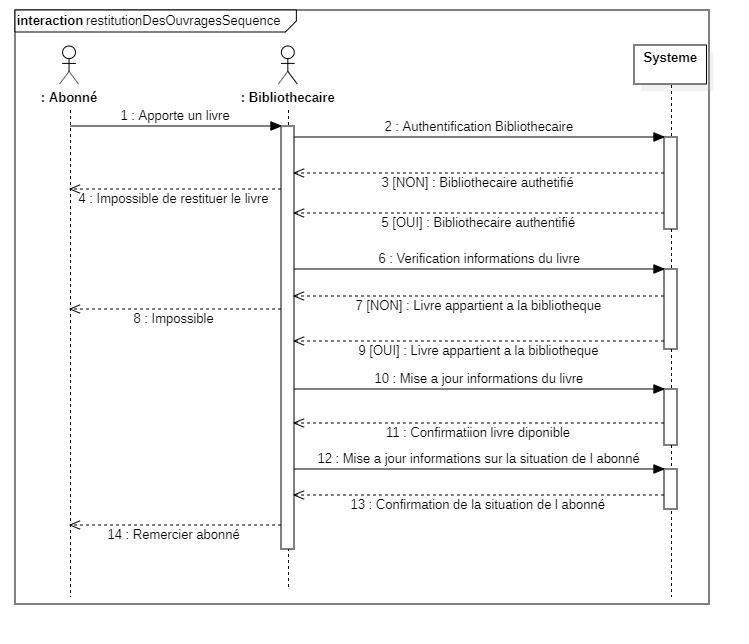 interaction restitutionDesOuvragesSequence
: Abonné
: Bibliothecaire
Systeme
1 : Apporte un livre
2 : Authentification Bibliothecaire
3 [NON] : Bibliothecaire authetifié
4 : Impossible de restituer le livre
5 [OUI] : Bibliothecaire authentifié
6 : Verification informations du livre
7 [NON] : Livre appartient a la bibliotheque
8 : Impossible
9 [OUI] : Livre appartient a la bibliotheque
10 : Mise a jour informations du livre
11 : Confirmatiion livre diponible
12 : Mise a jour informations sur la situation de l abonné
13 : Confirmation de la situation de l abonné
14 : Remercier abonné